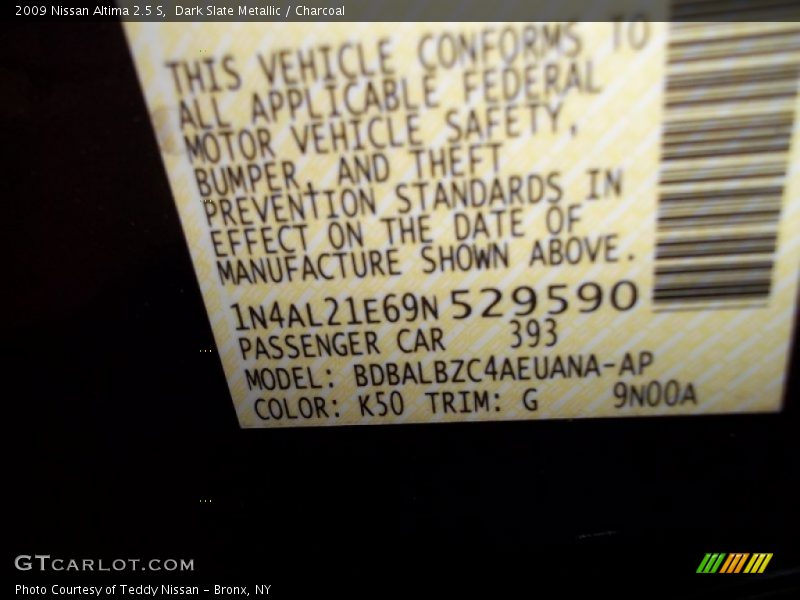 2009 Nissan Altima 2.5 S,  Dark Slate Metallic / Charcoal
THIS VEHICLE CONFORMS TO
ALL APPLICABLE FEDERAL
MOTOR VEHICLE SAFETY,
BUMPER, AND THEFT
PREVENTION STANDARDS IN
EFFECT ON THE DATE OF
MANUFACTURE SHOWN ABOVE.
1N4AL21E69N529590
PASSENGER CAR 393
MODEL: BDBALBZC4AEUANA-AP
COLOR: K50 TRIM: G 9N00A
GTCARLOT.COM
Photo Courtesy of Teddy Nissan - Bronx, NY